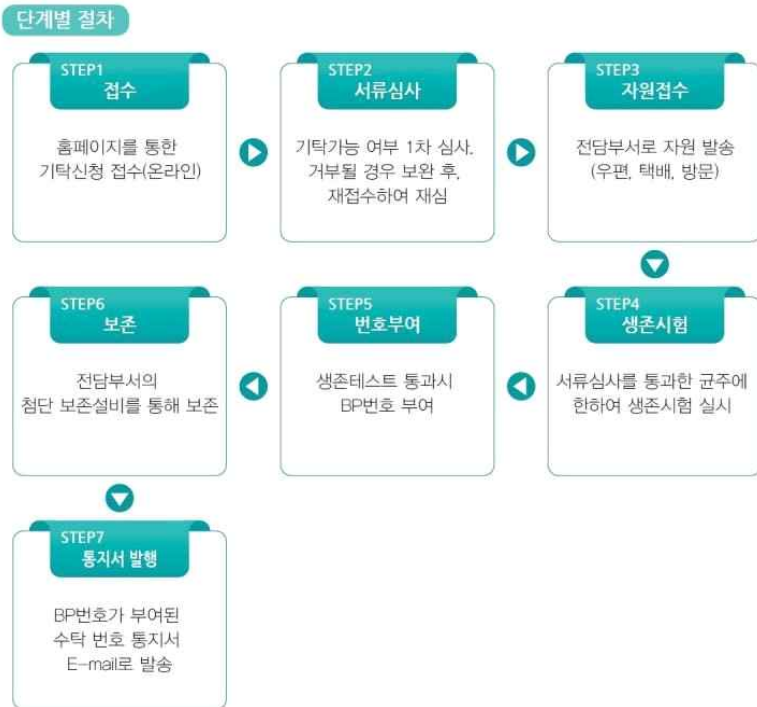 단계별 절차
STEP1
접수
홈페이지를 통한
기탁신청 접수(온라인)
STEP2
서류심사
기탁가능 여부 1차 심사.
거부될 경우 보완 후,
재접수하여 재심
STEP3
자원접수
전담부서로 자원 발송
(우편, 택배, 방문)
STEP4
생존시험
서류심사를 통과한 균주에
한하여 생존시험 실시
STEP5
번호부여
생존테스트 통과시
BP번호 부여
STEP6
보존
전담부서의
첨단 보존설비를 통해 보존
STEP7
통지서 발행
BP번호가 부여된
수탁 번호 통지서
E-mail로 발송